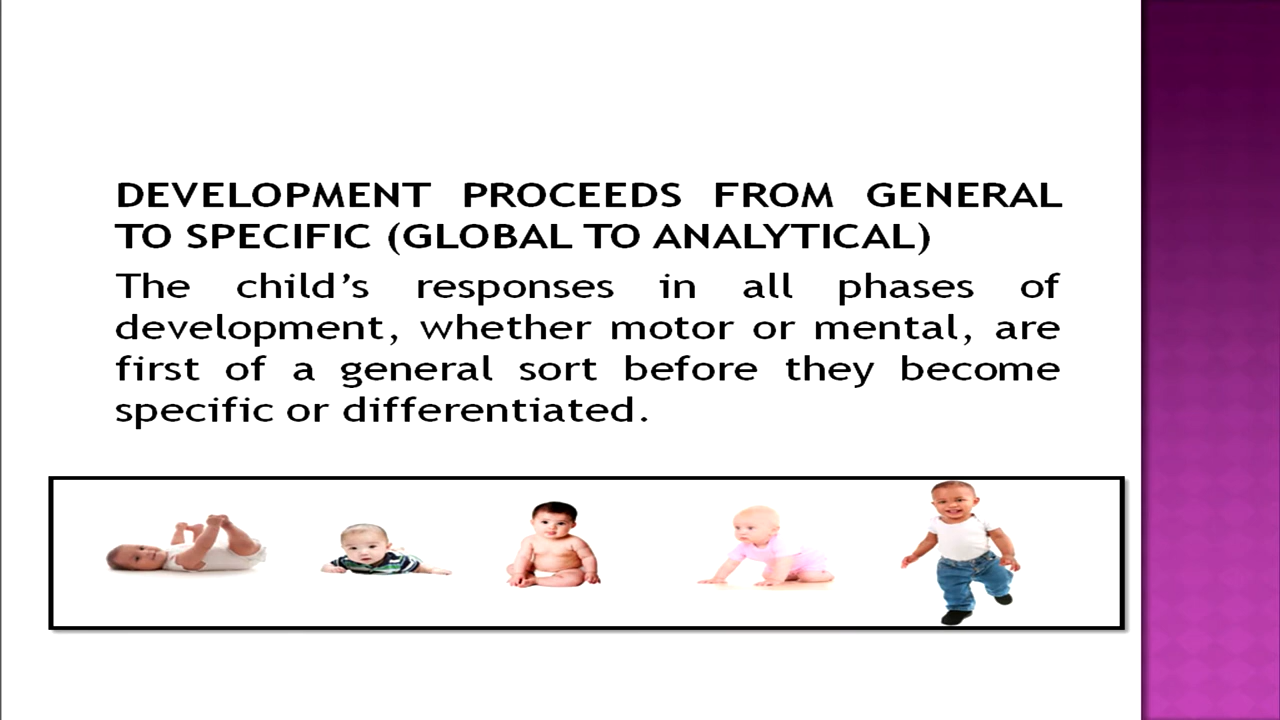 DEVELOPMENT PROCEEDS FROM GENERAL
TO SPECIFIC (GLOBAL TO ANALYTICAL)
The child’s responses in all phases of
development, whether motor or mental, are
first of a general sort before they become
specific or differentiated.